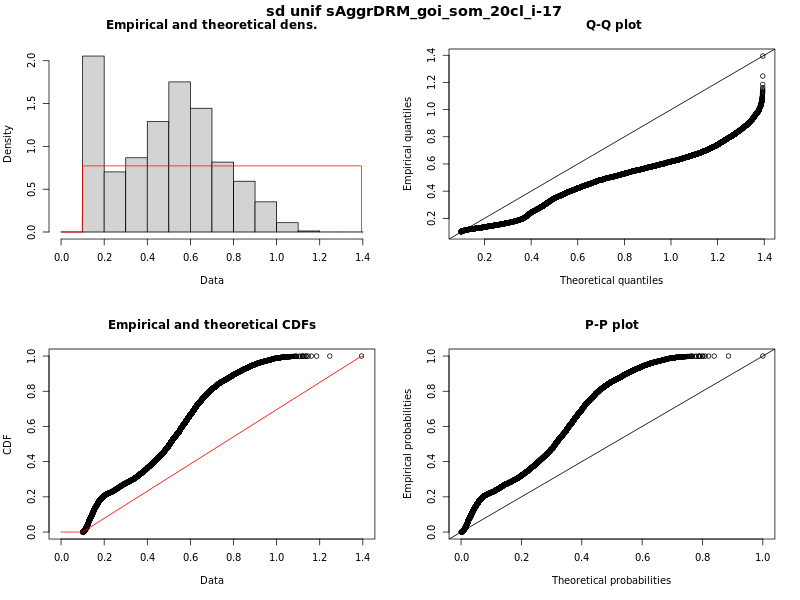 sd unif sAggrDRM_goi_som_20cl_i-17
Empirical and theoretical dens.
Density
0.0 0.5 1.0 1.5 2.0
0.0 0.2 0.4 0.6 0.8 1.0 1.2 1.4
Data
Q-Q plot
Empirical quantiles
0.2 0.4 0.6 0.8 1.0 1.2 1.4
0.2 0.4 0.6 0.8 1.0 1.2 1.4
Theoretical quantiles
Empirical and theoretical CDFs
CDF
0.0 0.2 0.4 0.6 0.8 1.0
0.0 0.2 0.4 0.6 0.8 1.0 1.2 1.4
Data
P-P plot
Empirical probabilities
0.0 0.2 0.4 0.6 0.8 1.0
0.0 0.2 0.4 0.6 0.8 1.0
Theoretical probabilities